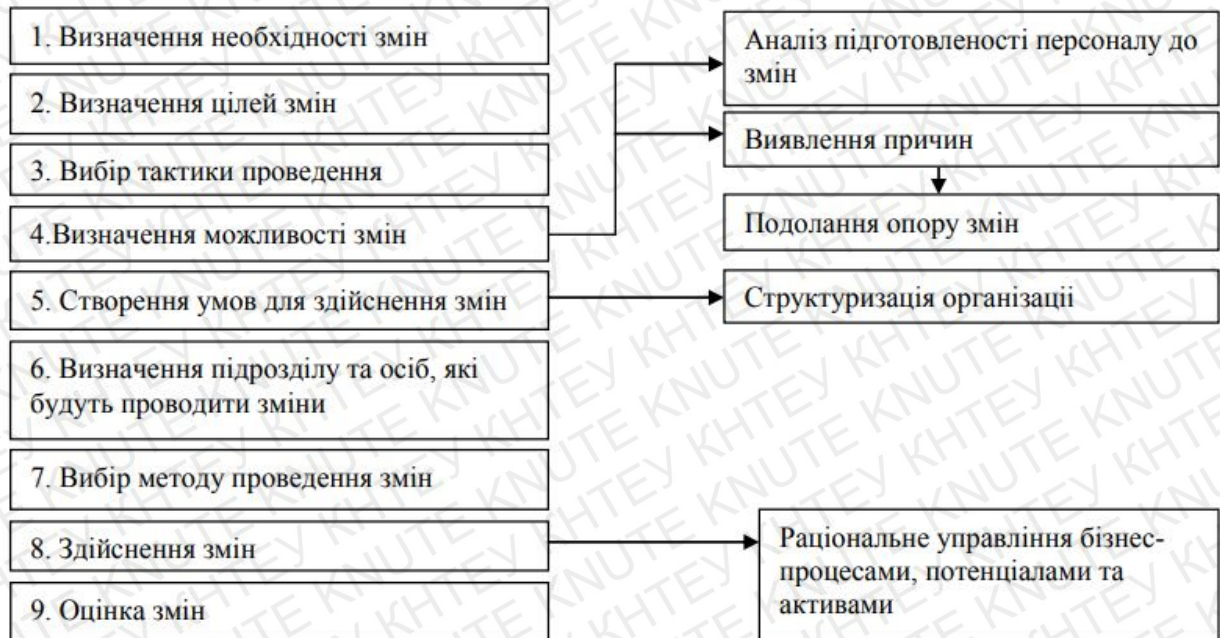 1. Визначення необхідності змін
2. Визначення цілей змін
3. Вибір тактики проведення
4.Визначення можливості змін
5. Створення умов для здійснення змін
6. Визначення підрозділу та осіб, які
будуть проводити зміни
7. Вибір методу проведення змін
8. Здійснення змін
9. Оцінка змін
Аналіз підготовленості персоналу до
змін
Виявлення причин
Подолання опору змін
Структуризація організації
Раціональне управління бізнес-
процесами, потенціалами та
активами